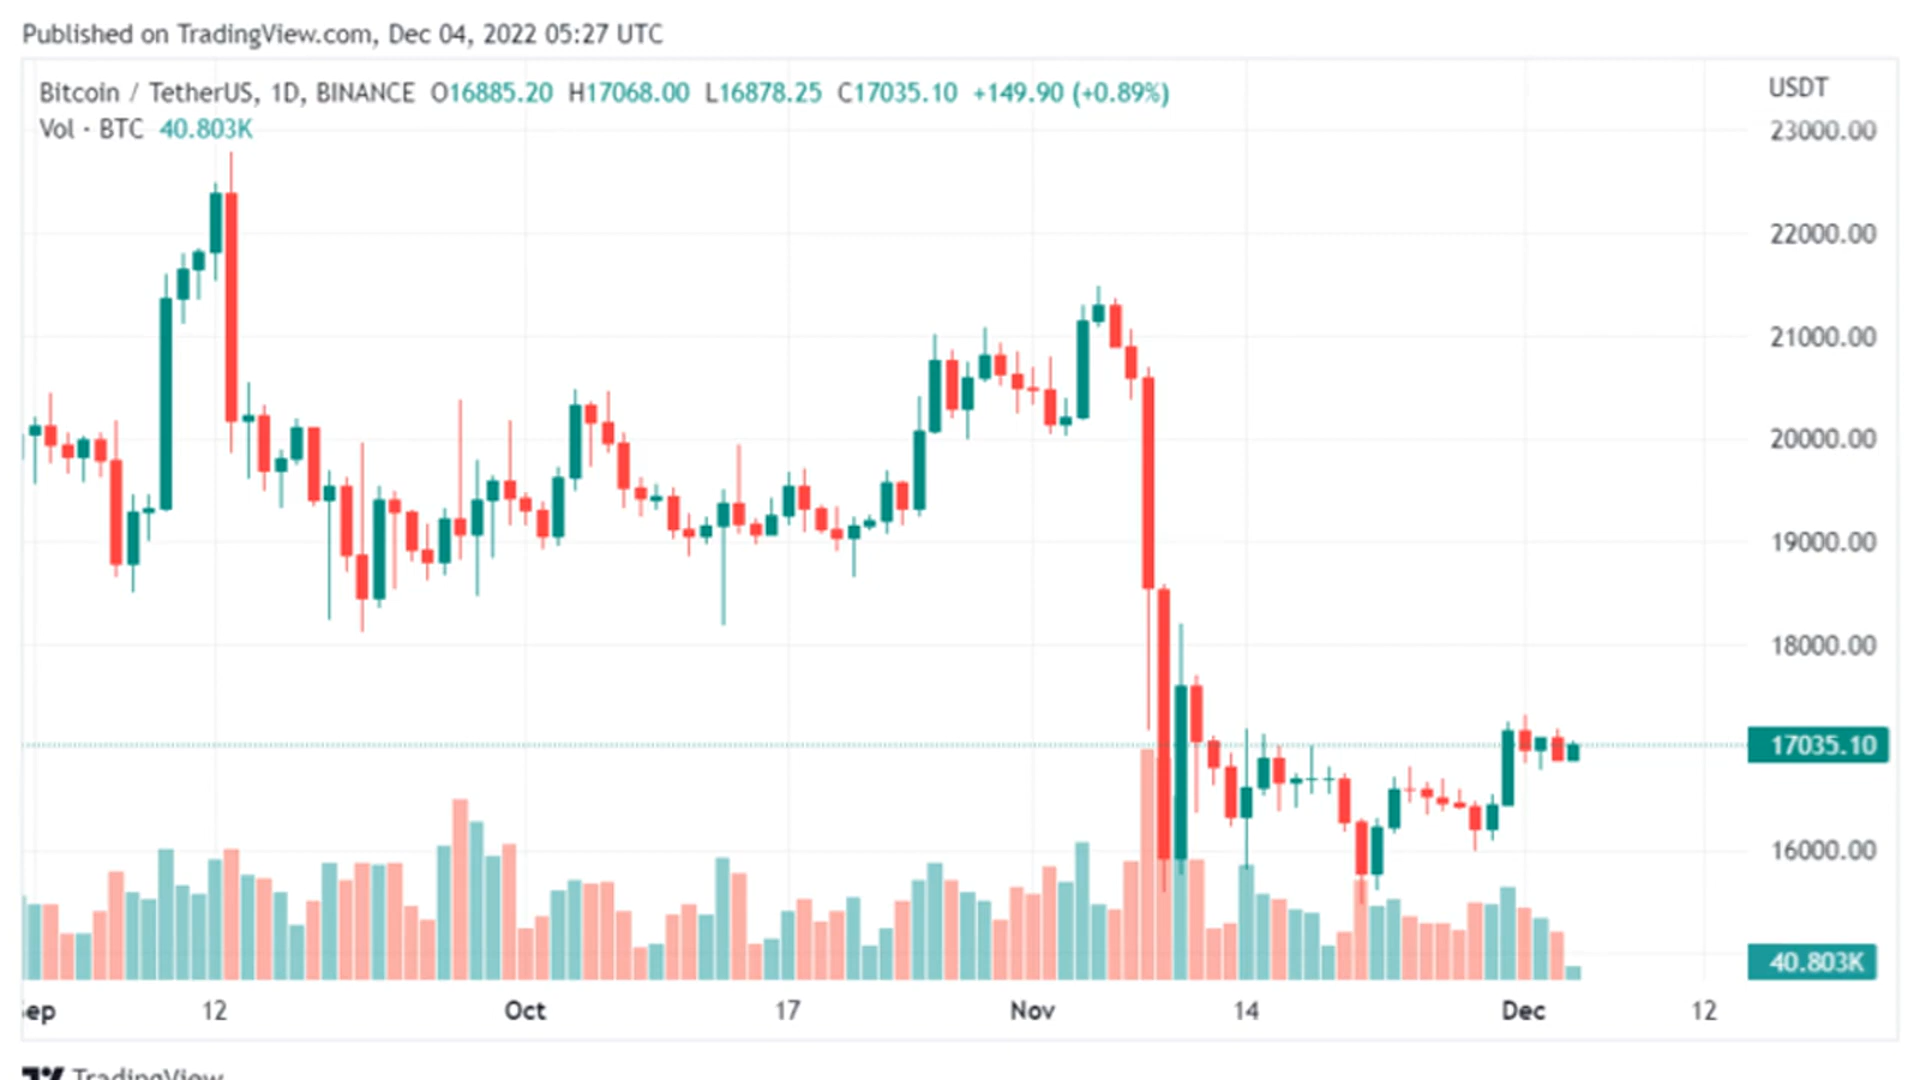 Published on TradingView.com, Dec 04, 2022 05:27 UTC
Bitcoin / TetherUS, 1D, BINANCE O16885.20 H17068.00 L16878.25 C17035.10 +149.90 (+0.89%)
Vol · BTC 40.803K
USDT
23000.00
22000.00
21000.00
20000.00
19000.00
18000.00
17035.10
16000.00
40.803K
ep 12 Oct 17 Nov 14 Dec 12
TradingView